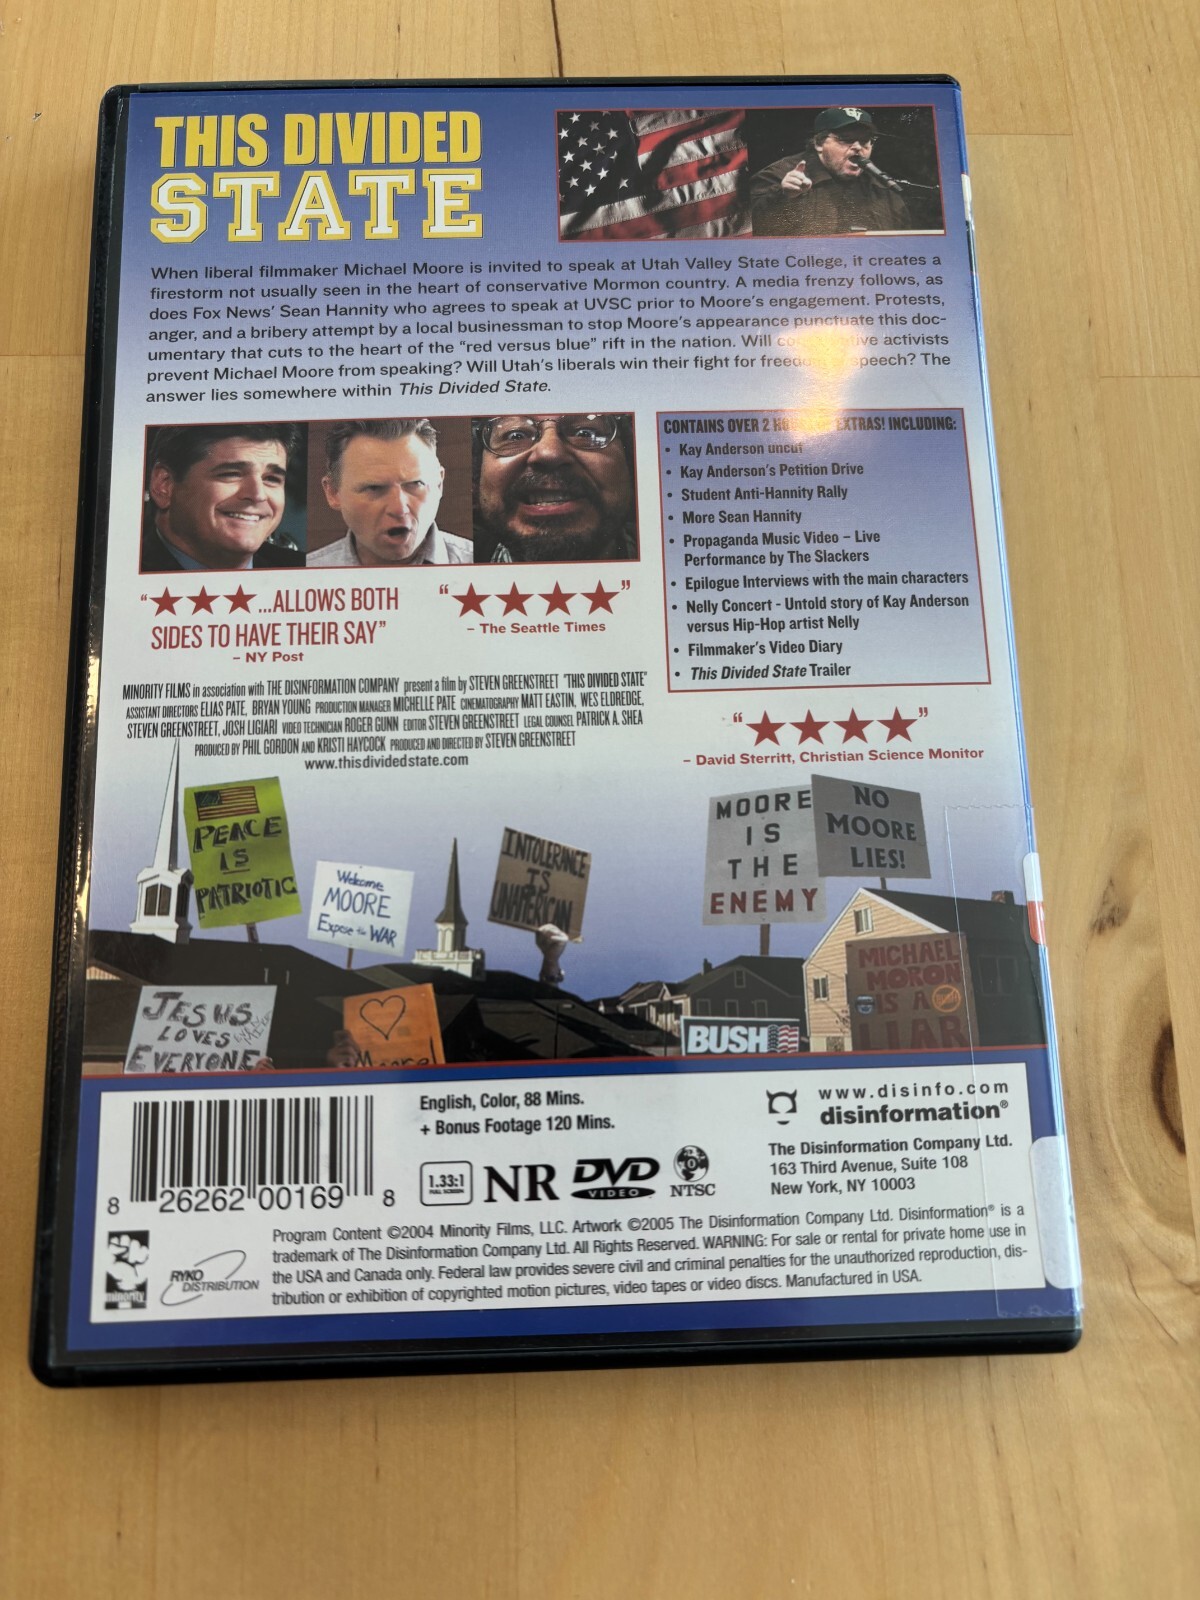 THIS DIVIDED
STATE
When liberal filmmaker Michael Moore is invited to speak at Utah Valley State College, it creates a
firestorm not usually seen in the heart of conservative Mormon country. A media frenzy follows, as
does Fox News' Sean Hannity who agrees to speak at UVSC prior to Moore's engagement. Protests,
anger, and a bribery attempt by a local businessman to stop Moore's appearance punctuate this doc-
umentary that cuts to the heart of the "red versus blue" rift in the nation. Will activists
prevent Michael Moore from speaking? Will Utah's liberals win their fight for speech? The
answer lies somewhere within This Divided State.
CONTAINS OVER 2 EXTRAS! INCLUDING:
• Kay Anderson uncut
• Kay Anderson's Petition Drive
• Student Anti-Hannity Rally
• More Sean Hannity
• Propaganda Music Video – Live
Performance by The Slackers
• Epilogue Interviews with the main characters
• Nelly Concert - Untold story of Kay Anderson
versus Hip-Hop artist Nelly
• Filmmaker's Video Diary
• This Divided State Trailer
"★★★...ALLOWS BOTH
SIDES TO HAVE THEIR SAY"
– NY Post
"★★★★"
– The Seattle Times
"★★★★"
– David Sterritt, Christian Science Monitor
MINORITY FILMS in association with THE DISINFORMATION COMPANY present a film by STEVEN GREENSTREET "THIS DIVIDED STATE"
ASSISTANT DIRECTORS ELIAS PATE, BRYAN YOUNG PRODUCTION MANAGER MICHELLE PATE CINEMATOGRAPHY MATT EASTIN, WES ELDREDGE,
STEVEN GREENSTREET, JOSH LIGIARI VIDEO TECHNICIAN ROGER GUNN EDITOR STEVEN GREENSTREET LEGAL COUNSEL PATRICK A. SHEA
PRODUCED BY PHIL GORDON AND KRISTI HAYCOCK PRODUCED AND DIRECTED BY STEVEN GREENSTREET
www.thisdividedstate.com
PEACE
IS
PATRIOTIC
Welcome
MOORE
Expose the WAR
INTOLERANCE
IS
UNAMERICAN
MOORE
IS
THE
ENEMY
NO
MOORE
LIES!
MICHAEL
MORON
IS A
LIAR
JESUS
LOVES
EVERYONE
Moore!
BUSH
8 26262 00169 8
English, Color, 88 Mins.
+ Bonus Footage 120 Mins.
1.33:1
FULL SCREEN
NR
DVD
VIDEO
NTSC
www.disinfo.com
disinformation®
The Disinformation Company Ltd.
163 Third Avenue, Suite 108
New York, NY 10003
minority
RYKO
DISTRIBUTION
Program Content ©2004 Minority Films, LLC. Artwork ©2005 The Disinformation Company Ltd. Disinformation® is a
trademark of The Disinformation Company Ltd. All Rights Reserved. WARNING: For sale or rental for private home use in
the USA and Canada only. Federal law provides severe civil and criminal penalties for the unauthorized reproduction, dis-
tribution or exhibition of copyrighted motion pictures, video tapes or video discs. Manufactured in USA.